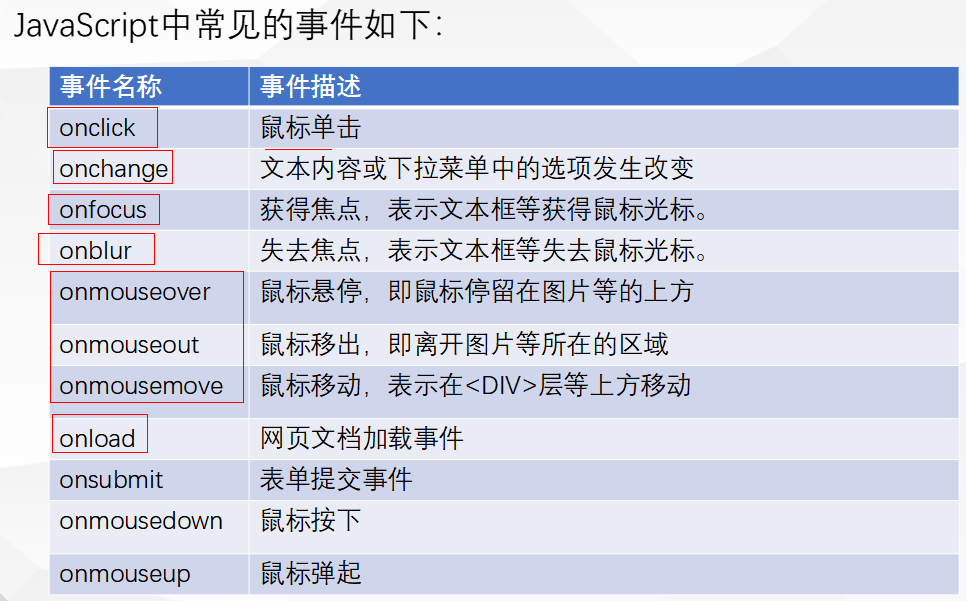 JavaScript中常见的事件如下：
事件名称 事件描述
onclick 鼠标单击
onchange 文本内容或下拉菜单中的选项发生改变
onfocus 获得焦点，表示文本框等获得鼠标光标。
onblur 失去焦点，表示文本框等失去鼠标光标。
onmouseover 鼠标悬停，即鼠标停留在图片等的上方
onmouseout 鼠标移出，即离开图片等所在的区域
onmousemove 鼠标移动，表示在<DIV>层等上方移动
onload 网页文档加载事件
onsubmit 表单提交事件
onmousedown 鼠标按下
onmouseup 鼠标弹起